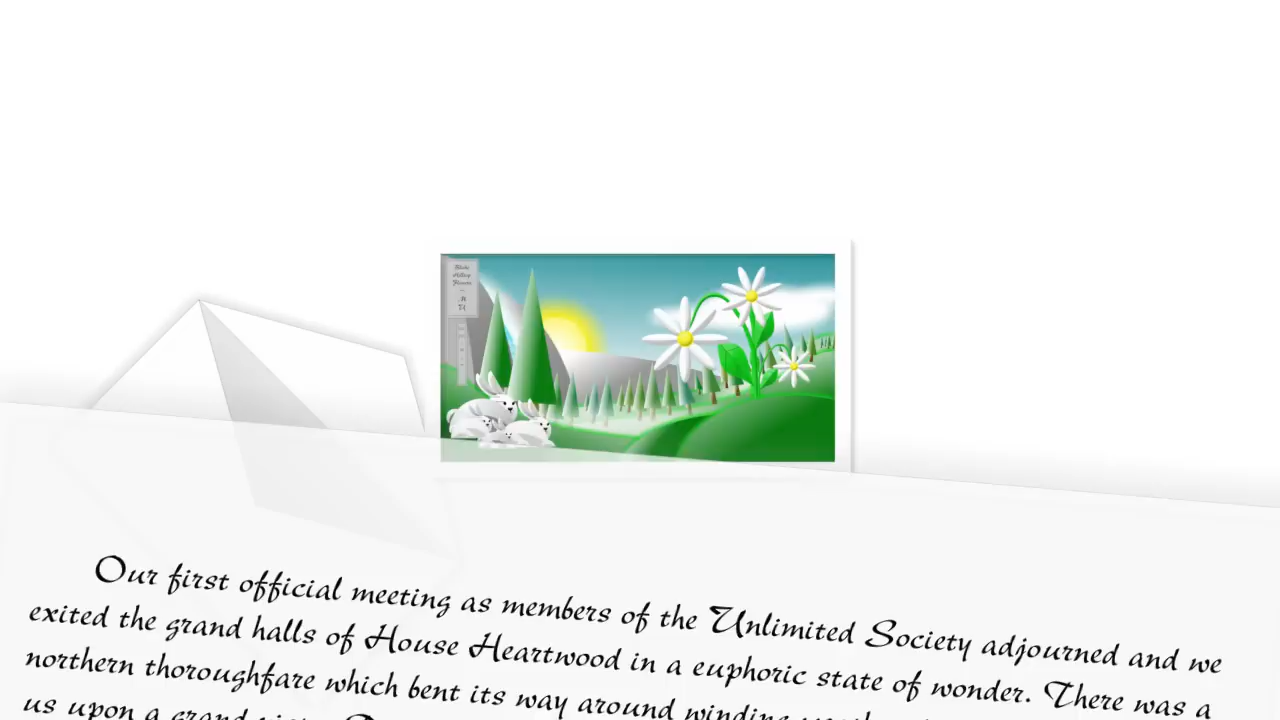 Our first official meeting as members of the Unlimited Society adjourned and we
exited the grand halls of House Heartwood in a euphoric state of wonder. There was a
northern thoroughfare which bent its way around winding
us upon a grand